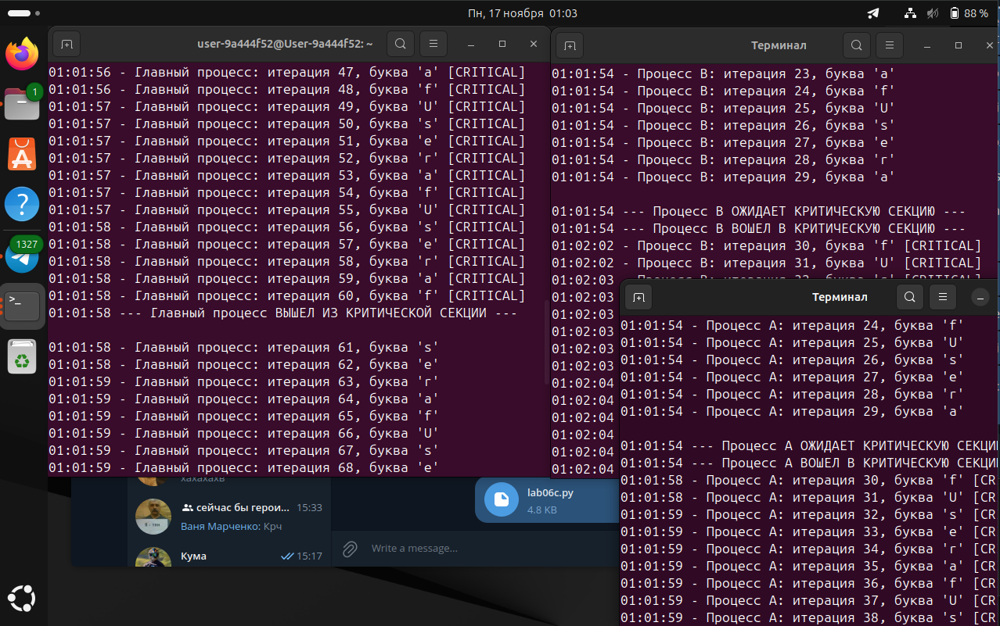 Пн, 17 ноября 01:03
88 %
user-9a444f52@User-9a444f52: ~
01:01:56 - Главный процесс: итерация 47, буква 'a' [CRITICAL]
01:01:56 - Главный процесс: итерация 48, буква 'f' [CRITICAL]
01:01:57 - Главный процесс: итерация 49, буква 'U' [CRITICAL]
01:01:57 - Главный процесс: итерация 50, буква 's' [CRITICAL]
01:01:57 - Главный процесс: итерация 51, буква 'e' [CRITICAL]
01:01:57 - Главный процесс: итерация 52, буква 'r' [CRITICAL]
01:01:57 - Главный процесс: итерация 53, буква 'a' [CRITICAL]
01:01:57 - Главный процесс: итерация 54, буква 'f' [CRITICAL]
01:01:57 - Главный процесс: итерация 55, буква 'U' [CRITICAL]
01:01:58 - Главный процесс: итерация 56, буква 's' [CRITICAL]
01:01:58 - Главный процесс: итерация 57, буква 'e' [CRITICAL]
01:01:58 - Главный процесс: итерация 58, буква 'r' [CRITICAL]
01:01:58 - Главный процесс: итерация 59, буква 'a' [CRITICAL]
01:01:58 - Главный процесс: итерация 60, буква 'f' [CRITICAL]
01:01:58 --- Главный процесс ВЫШЕЛ ИЗ КРИТИЧЕСКОЙ СЕКЦИИ ---
01:01:58 - Главный процесс: итерация 61, буква 's'
01:01:58 - Главный процесс: итерация 62, буква 'e'
01:01:59 - Главный процесс: итерация 63, буква 'r'
01:01:59 - Главный процесс: итерация 64, буква 'a'
01:01:59 - Главный процесс: итерация 65, буква 'f'
01:01:59 - Главный процесс: итерация 66, буква 'U'
01:01:59 - Главный процесс: итерация 67, буква 's'
01:01:59 - Главный процесс: итерация 68, буква 'e'
Терминал
01:01:54 - Процесс B: итерация 23, буква 'a'
01:01:54 - Процесс B: итерация 24, буква 'f'
01:01:54 - Процесс B: итерация 25, буква 'U'
01:01:54 - Процесс B: итерация 26, буква 's'
01:01:54 - Процесс B: итерация 27, буква 'e'
01:01:54 - Процесс B: итерация 28, буква 'r'
01:01:54 - Процесс B: итерация 29, буква 'a'
01:01:54 --- Процесс B ОЖИДАЕТ КРИТИЧЕСКУЮ СЕКЦИЮ ---
01:01:54 --- Процесс B ВОШЕЛ В КРИТИЧЕСКУЮ СЕКЦИЮ ---
01:02:02 - Процесс B: итерация 30, буква 'f' [CRITICAL]
01:02:02 - Процесс B: итерация 31, буква 'U' [CRITICAL]
01:02:03
01:02:03
01:02:03
01:02:03
01:02:03
01:02:03
01:02:04
01:02:04
01:02:04
01:02:04
01:02:04
01:02:04
Терминал
01:01:54 - Процесс A: итерация 24, буква 'f'
01:01:54 - Процесс A: итерация 25, буква 'U'
01:01:54 - Процесс A: итерация 26, буква 's'
01:01:54 - Процесс A: итерация 27, буква 'e'
01:01:54 - Процесс A: итерация 28, буква 'r'
01:01:54 - Процесс A: итерация 29, буква 'a'
01:01:54 --- Процесс A ОЖИДАЕТ КРИТИЧЕСКУЮ СЕКЦИ
01:01:54 --- Процесс A ВОШЕЛ В КРИТИЧЕСКУЮ СЕКЦИ
01:01:58 - Процесс A: итерация 30, буква 'f' [CR
01:01:58 - Процесс A: итерация 31, буква 'U' [CR
01:01:59 - Процесс A: итерация 32, буква 's' [CR
01:01:59 - Процесс A: итерация 33, буква 'e' [CR
01:01:59 - Процесс A: итерация 34, буква 'r' [CR
01:01:59 - Процесс A: итерация 35, буква 'a' [CR
01:01:59 - Процесс A: итерация 36, буква 'f' [CR
01:01:59 - Процесс A: итерация 37, буква 'U' [CR
01:01:59 - Процесс A: итерация 38, буква 's' [CR
1
1327
хахахахв
сейчас бы герои... 15:33
Ваня Марченко: Крч
Кума 15:17
lab06c.py
4.8 KB
Write a message...